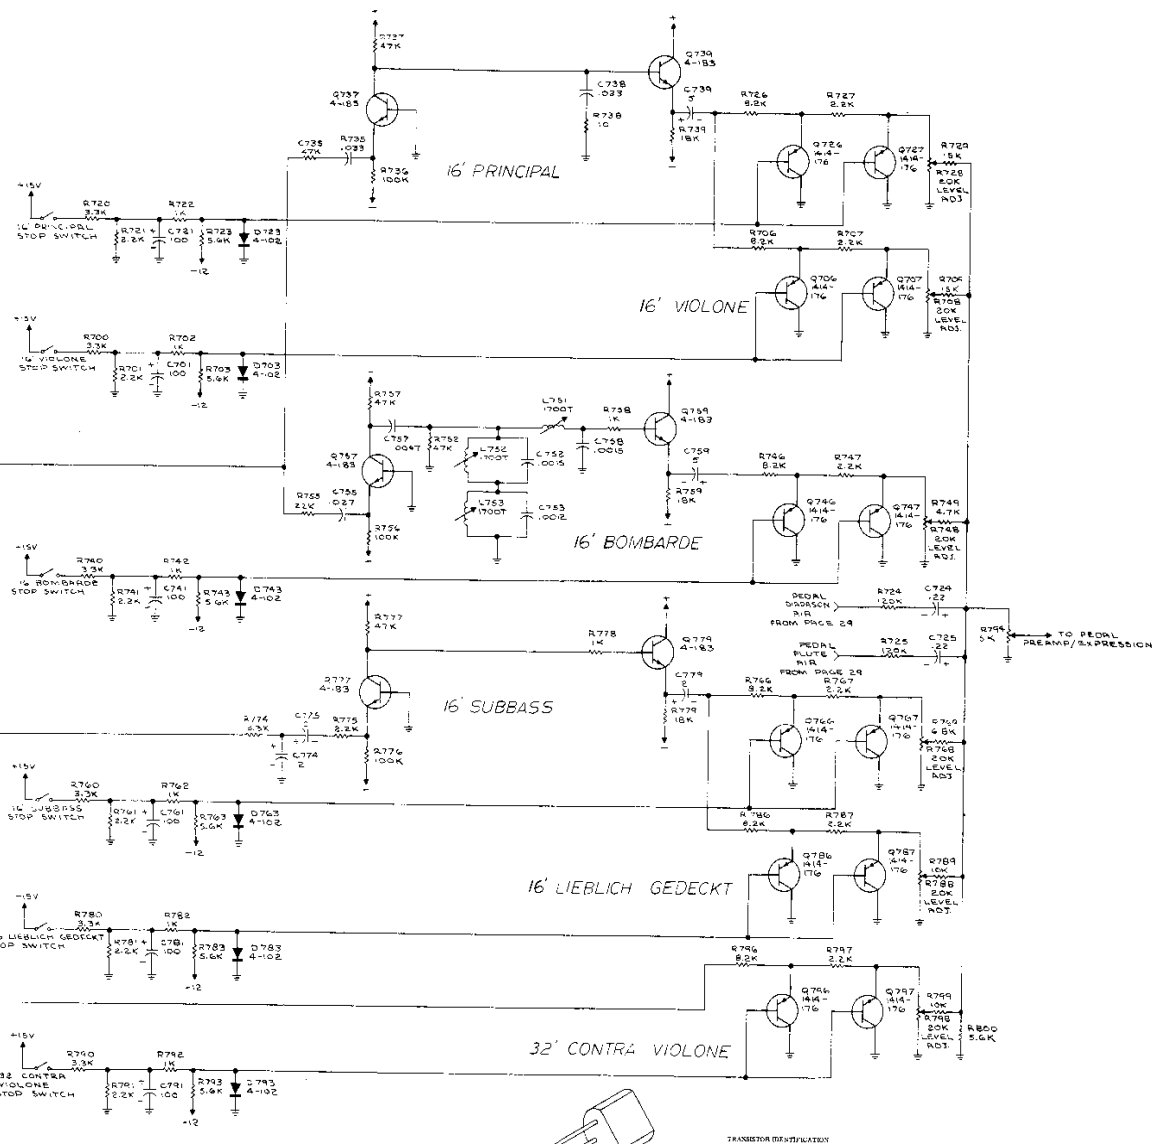 47K
Q739
4-183
Q737
4-183
C738
.033
C739
5
R738
10
R739
18K
R726
8.2K
R727
2.2K
C735
47K
R735
.033
R736
100K
16' PRINCIPAL
Q726
1414-
176
Q727
1414-
176
R729
15K
R728
20K
LEVEL
ADJ
+15V
16' PRINCIPAL
STOP SWITCH
R720
3.3K
R722
1K
R721
2.2K
C721
100
R723
5.6K
D723
4-102
-12
R706
8.2K
R707
2.2K
16' VIOLONE
Q706
1414-
176
Q707
1414-
176
15K
R708
20K
LEVEL
ADJ.
16' VIOLONE
STOP SWITCH
R700
3.3K
R702
1K
R701
2.2K
C701
100
R703
5.6K
D703
4-102
-12
R757
47K
C757
.0047
R752
47K
L751
1700T
R758
1K
Q759
4-183
Q757
4-183
L752
1700T
C752
.0015
C758
.0015
C759
5
R759
18K
R746
8.2K
R747
2.2K
R755
22K
C755
.027
R756
100K
L753
1700T
C753
.0012
16' BOMBARDE
Q746
1414-
176
Q747
1414-
176
R749
4.7K
R748
20K
LEVEL
ADJ.
16' BOMBARDE
STOP SWITCH
R740
3.3K
R742
1K
R741
2.2K
C741
100
R743
5.6K
D743
4-102
-12
PEDAL
DIAPASON
AIR
FROM PAGE 29
R724
120K
C724
.22
R794
5K
TO PEDAL
PREAMP/EXPRESSION
PEDAL
FLUTE
AIR
FROM PAGE 29
R725
120K
C725
.22
R777
47K
R778
1K
Q779
4-183
4-183
16' SUBBASS
C779
2
R779
18K
R766
8.2K
R767
2.2K
R774
3.3K
C775
C774
2
R775
2.2K
R776
100K
Q766
1414-
176
Q767
1414-
176
R769
6.8K
R768
20K
LEVEL
ADJ
+15V
16' SUBBASS
STOP SWITCH
R760
3.3K
R762
1K
R761
2.2K
C761
100
R763
5.6K
D763
4-102
-12
R786
8.2K
R787
2.2K
16' LIEBLICH GEDECKT
Q786
1414-
176
Q787
1414-
176
R789
10K
R788
20K
LEVEL
ADJ.
LIEBLICH GEDECKT
OP SWITCH
R780
3.3K
R782
1K
R781
2.2K
C781
100
R783
5.6K
D783
4-102
-12
R796
8.2K
R797
2.2K
32' CONTRA VIOLONE
Q796
1414-
176
Q797
1414-
176
R799
10K
R798
20K
LEVEL
ADJ.
R800
5.6K
+15V
32 CONTRA
VIOLONE
STOP SWITCH
R790
3.3K
R792
1K
R791
2.2K
C791
100
R793
5.6K
D793
4-102
-12
TRANSISTOR IDENTIFICATION